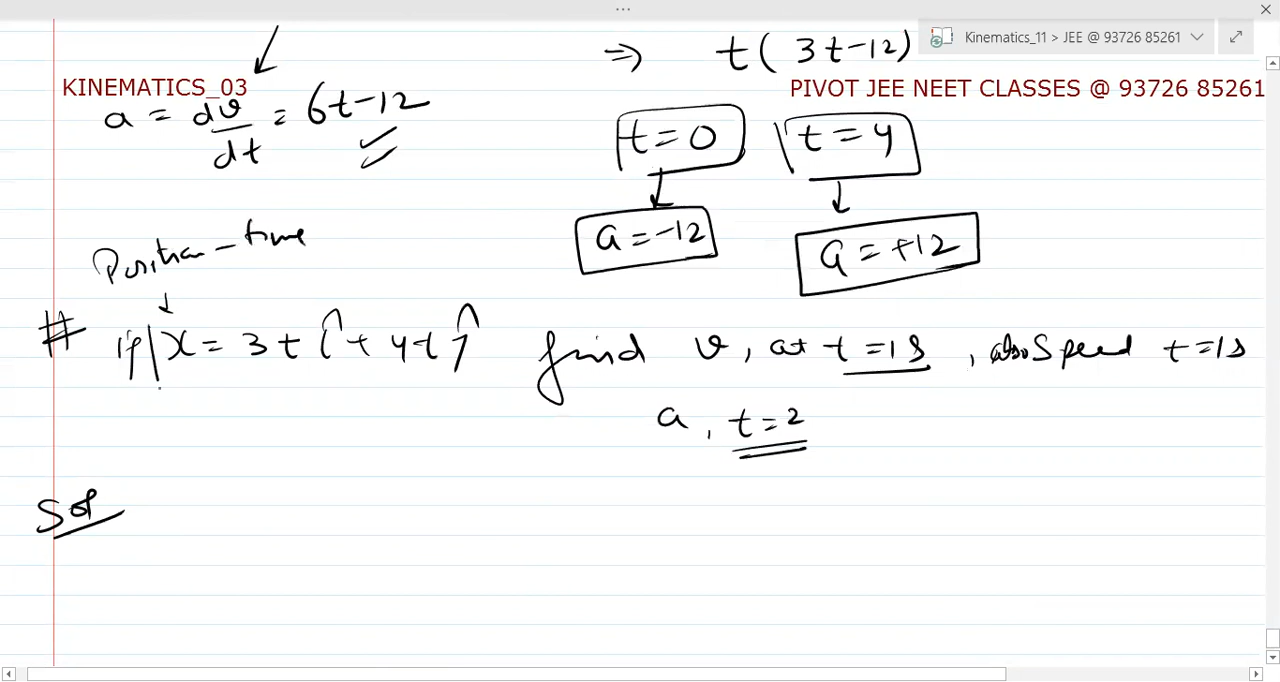 ...
Kinematics_11 > JEE @ 93726 85261
⇒ t(3t-12)
KINEMATICS_03
PIVOT JEE NEET CLASSES @ 93726 85261
a = dv/dt = 6t-12
t=0 t=4
a=-12 a=+12
Position-time
# if x = 3t î + 4t ĵ find v, at t=1s, also speed t=1s
a, t=2
Sol